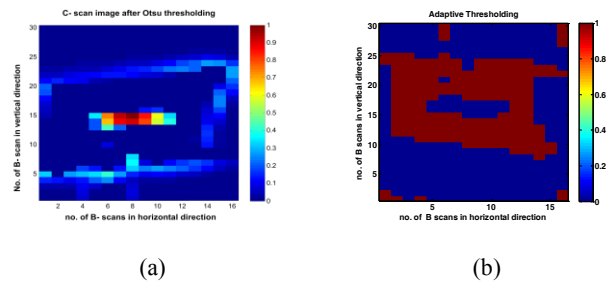 C- scan image after Otsu thresholding
No. of B-scan in vertical direction
30
25
20
15
10
5
2 4 6 8 10 12 14 16
no. of B- scans in horizontal direction
1
0.9
0.8
0.7
0.6
0.5
0.4
0.3
0.2
0.1
0
(a)
Adaptive Thresholding
no. of B scans in vertical direction
30
25
20
15
10
5
5 10 15
no. of B scans in horizontal direction
1
0.8
0.6
0.4
0.2
0
(b)